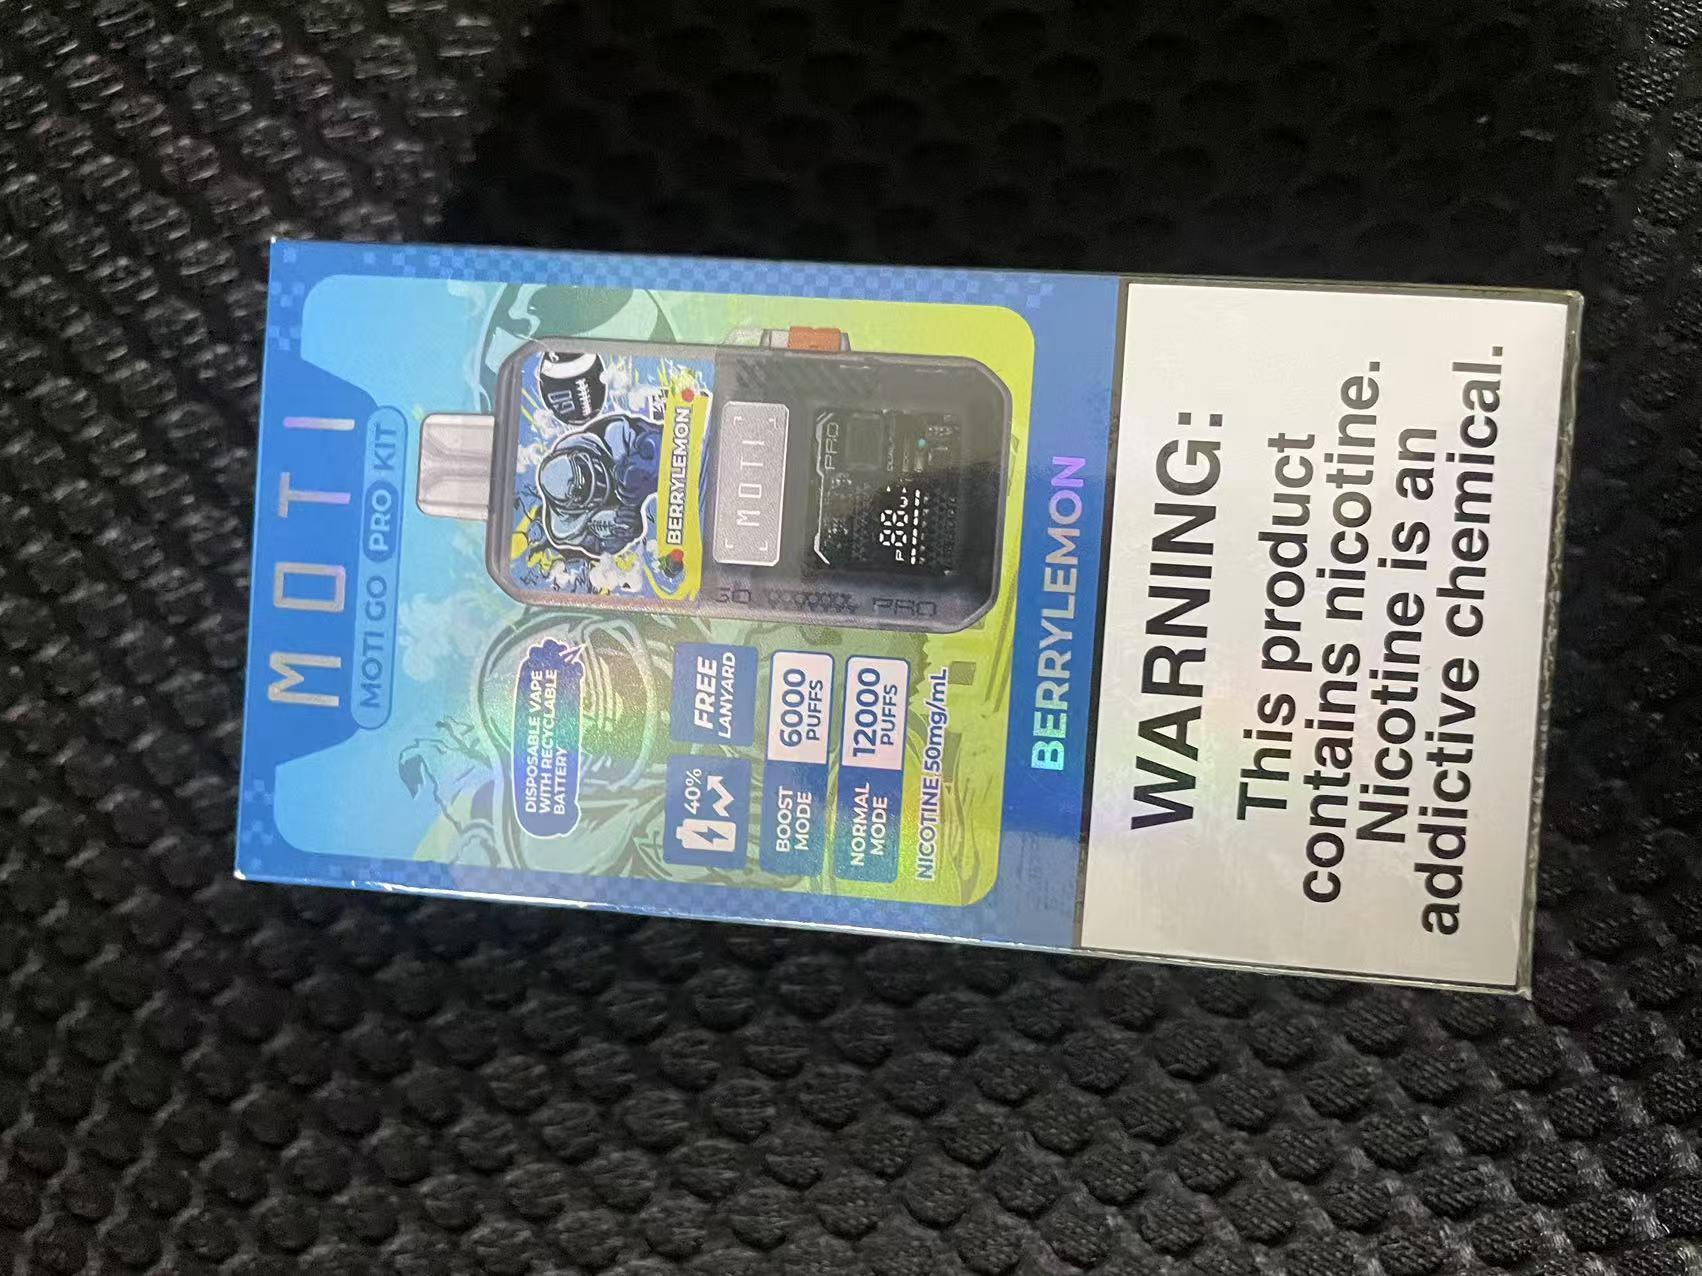 MOTI
MOTI GO PRO KIT
DISPOSABLE VAPE
WITH RECYCLABLE
BATTERY
40%
FREE
LANYARD
BOOST
MODE
6000
PUFFS
NORMAL
MODE
12000
PUFFS
NICOTINE 50mg/mL
GO
BERRYLEMON
MOTI
PRO
GO
PRO
BERRYLEMON
WARNING:
This product
contains nicotine.
Nicotine is an
addictive chemical.